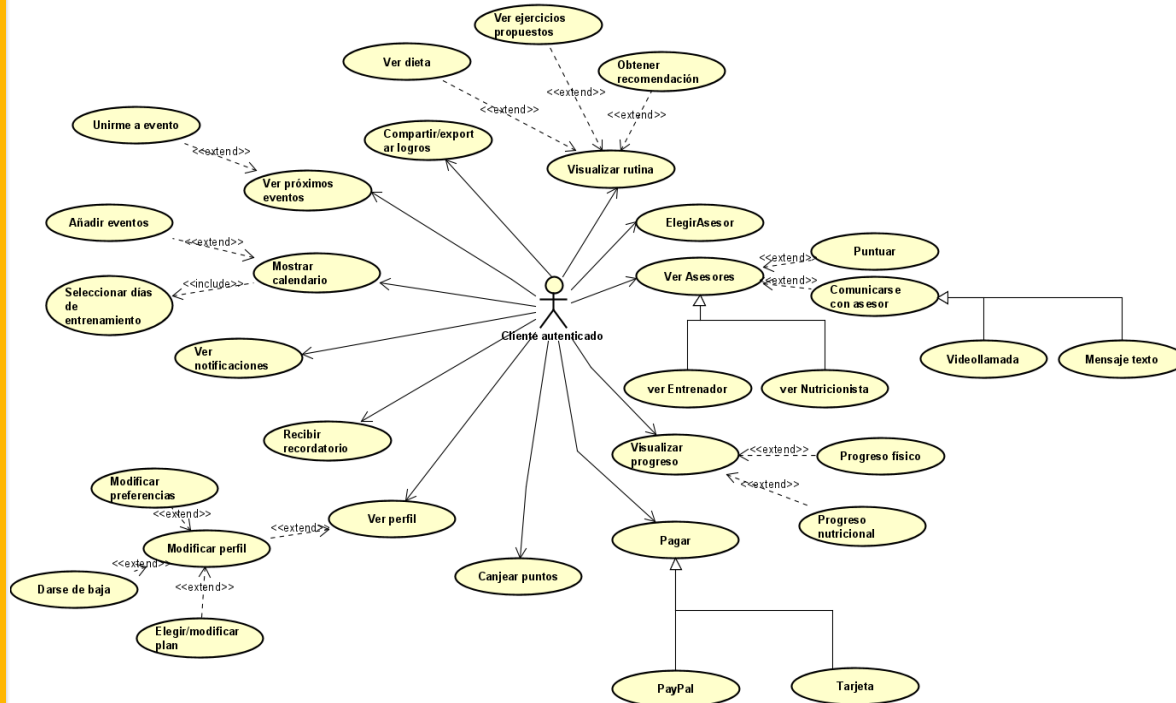 Ver ejercicios
propuestos
Ver dieta
Obtener
recomendación
<<extend>>
<<extend>>
<<extend>>
Unirme a evento
Compartir/export
ar logros
<<extend>>
Visualizar rutina
Ver próximos
eventos
Añadir eventos
ElegirAsesor
<<extend>>
Puntuar
<<extend>>
Mostrar
calendario
Ver Asesores
<<include>>
<<extend>>
Comunicarse
con asesor
Seleccionar días
de
entrenamiento
Cliente autenticado
Ver
notificaciones
Videollamada
Mensaje texto
ver Entrenador
ver Nutricionista
Recibir
recordatorio
Visualizar
progreso
<<extend>>
Progreso físico
<<extend>>
Modificar
preferencias
<<extend>>
Ver perfil
<<extend>>
Progreso
nutricional
Modificar perfil
Pagar
<<extend>>
Darse de baja
<<extend>>
Canjear puntos
Elegir/modificar
plan
PayPal
Tarjeta